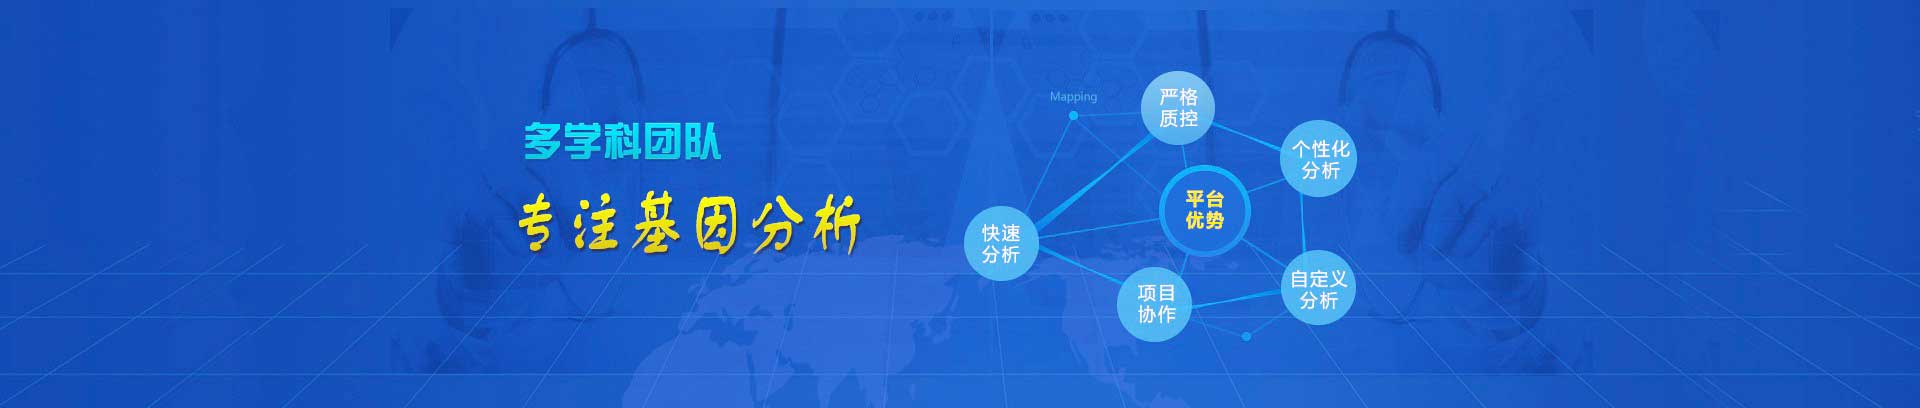 多学科团队
专注基因分析
Mapping
严格
质控
个性化
分析
平台
优势
快速
分析
自定义
分析
项目
协作